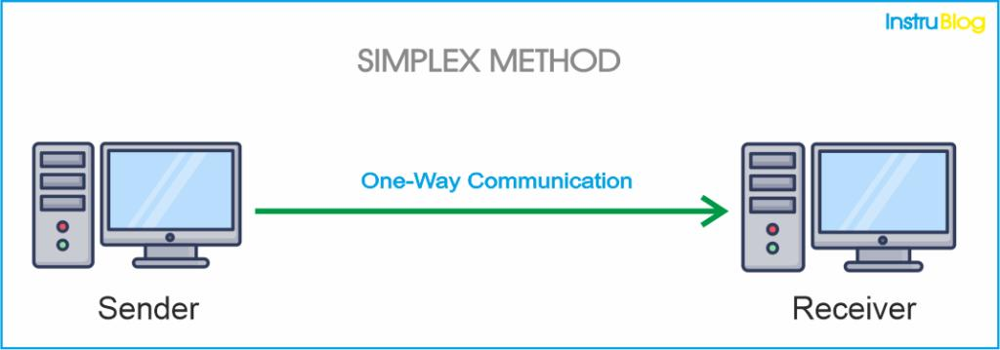 InstruBlog
SIMPLEX METHOD
One-Way Communication
Sender
Receiver